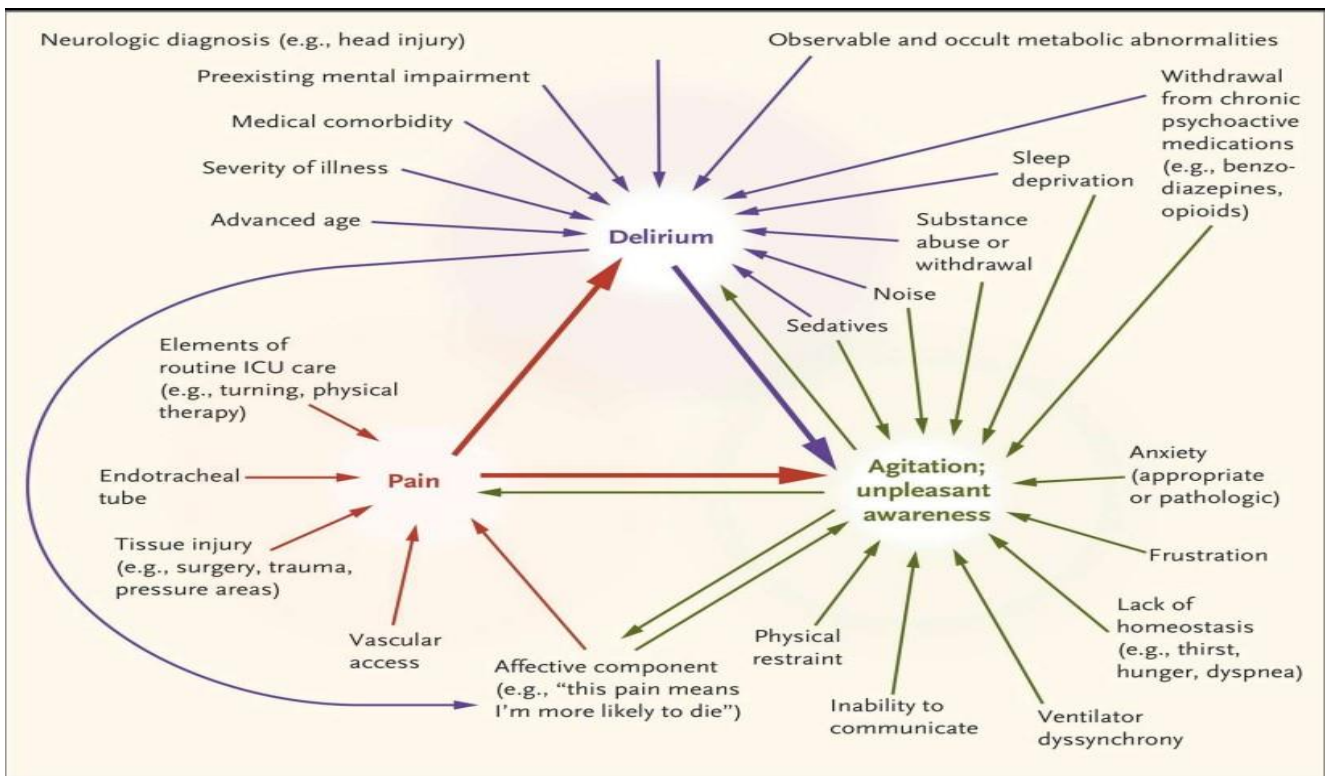 Neurologic diagnosis (e.g., head injury)
Observable and occult metabolic abnormalities
Preexisting mental impairment
Medical comorbidity
Severity of illness
Advanced age
Withdrawal
from chronic
psychoactive
medications
(e.g., benzo-
diazepines,
opioids)
Sleep
deprivation
Substance
abuse or
withdrawal
Noise
Sedatives
Delirium
Elements of
routine ICU care
(e.g., turning, physical
therapy)
Endotracheal
tube
Tissue injury
(e.g., surgery, trauma,
pressure areas)
Vascular
access
Pain
Affective component
(e.g., “this pain means
I’m more likely to die”)
Agitation;
unpleasant
awareness
Anxiety
(appropriate
or pathologic)
Frustration
Lack of
homeostasis
(e.g., thirst,
hunger, dyspnea)
Physical
restraint
Inability to
communicate
Ventilator
dyssynchrony